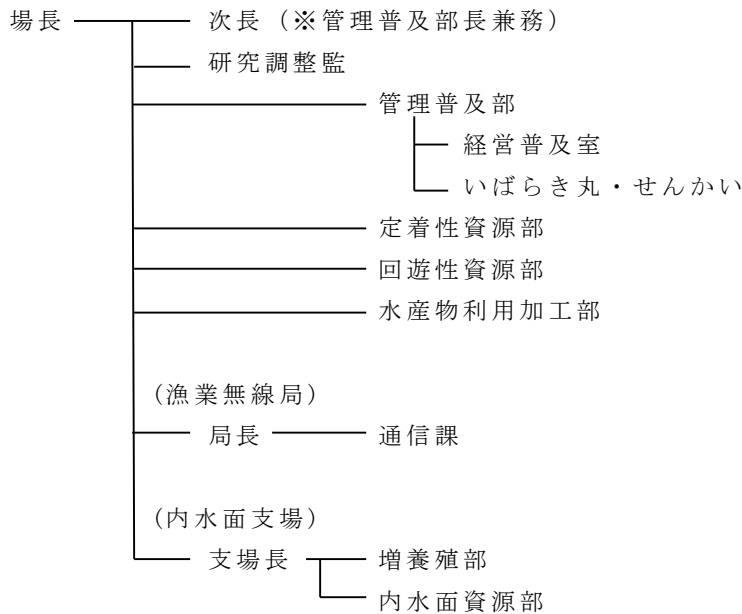 場長 次長（※管理普及部長兼務）
研究調整監
管理普及部
経営普及室
いばらき丸・せんかい
定着性資源部
回遊性資源部
水産物利用加工部
(漁業無線局)
局長 通信課
(内水面支場)
支場長 増養殖部
内水面資源部